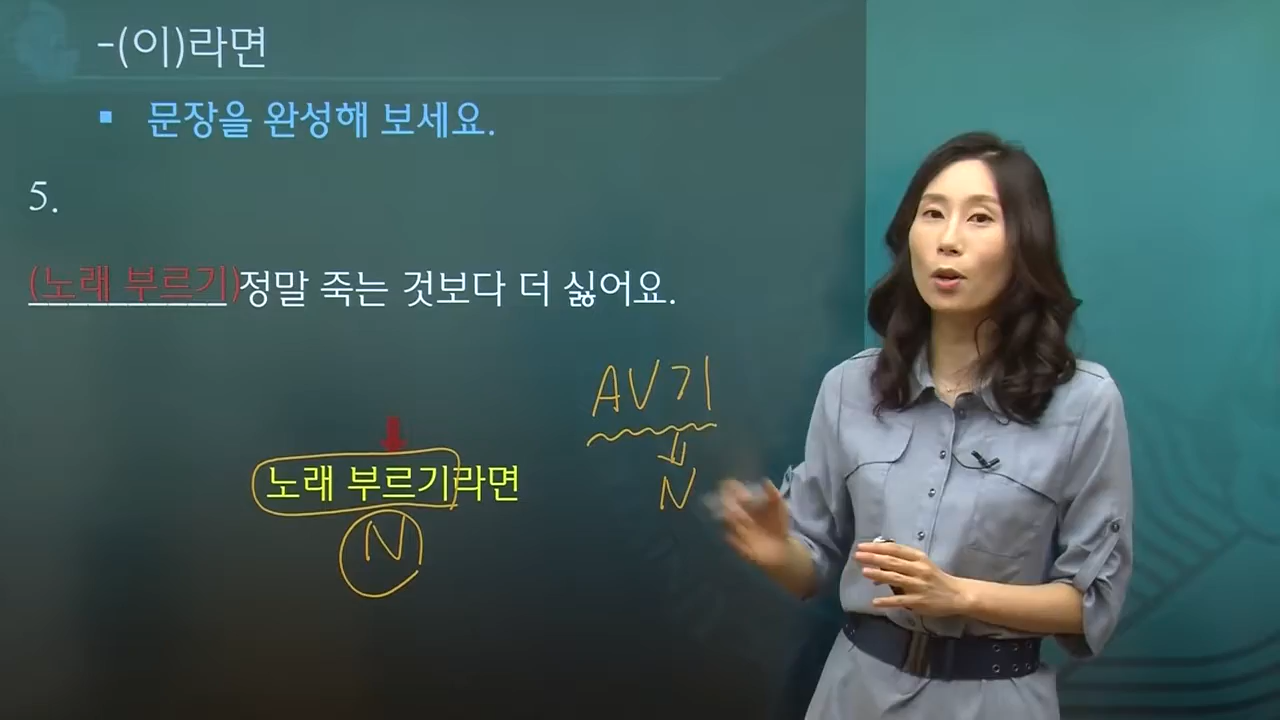 -(이)라면
▪ 문장을 완성해 보세요.
5.
(노래 부르기)정말 죽는 것보다 더 싫어요.
AV기
노래 부르기라면
N
N